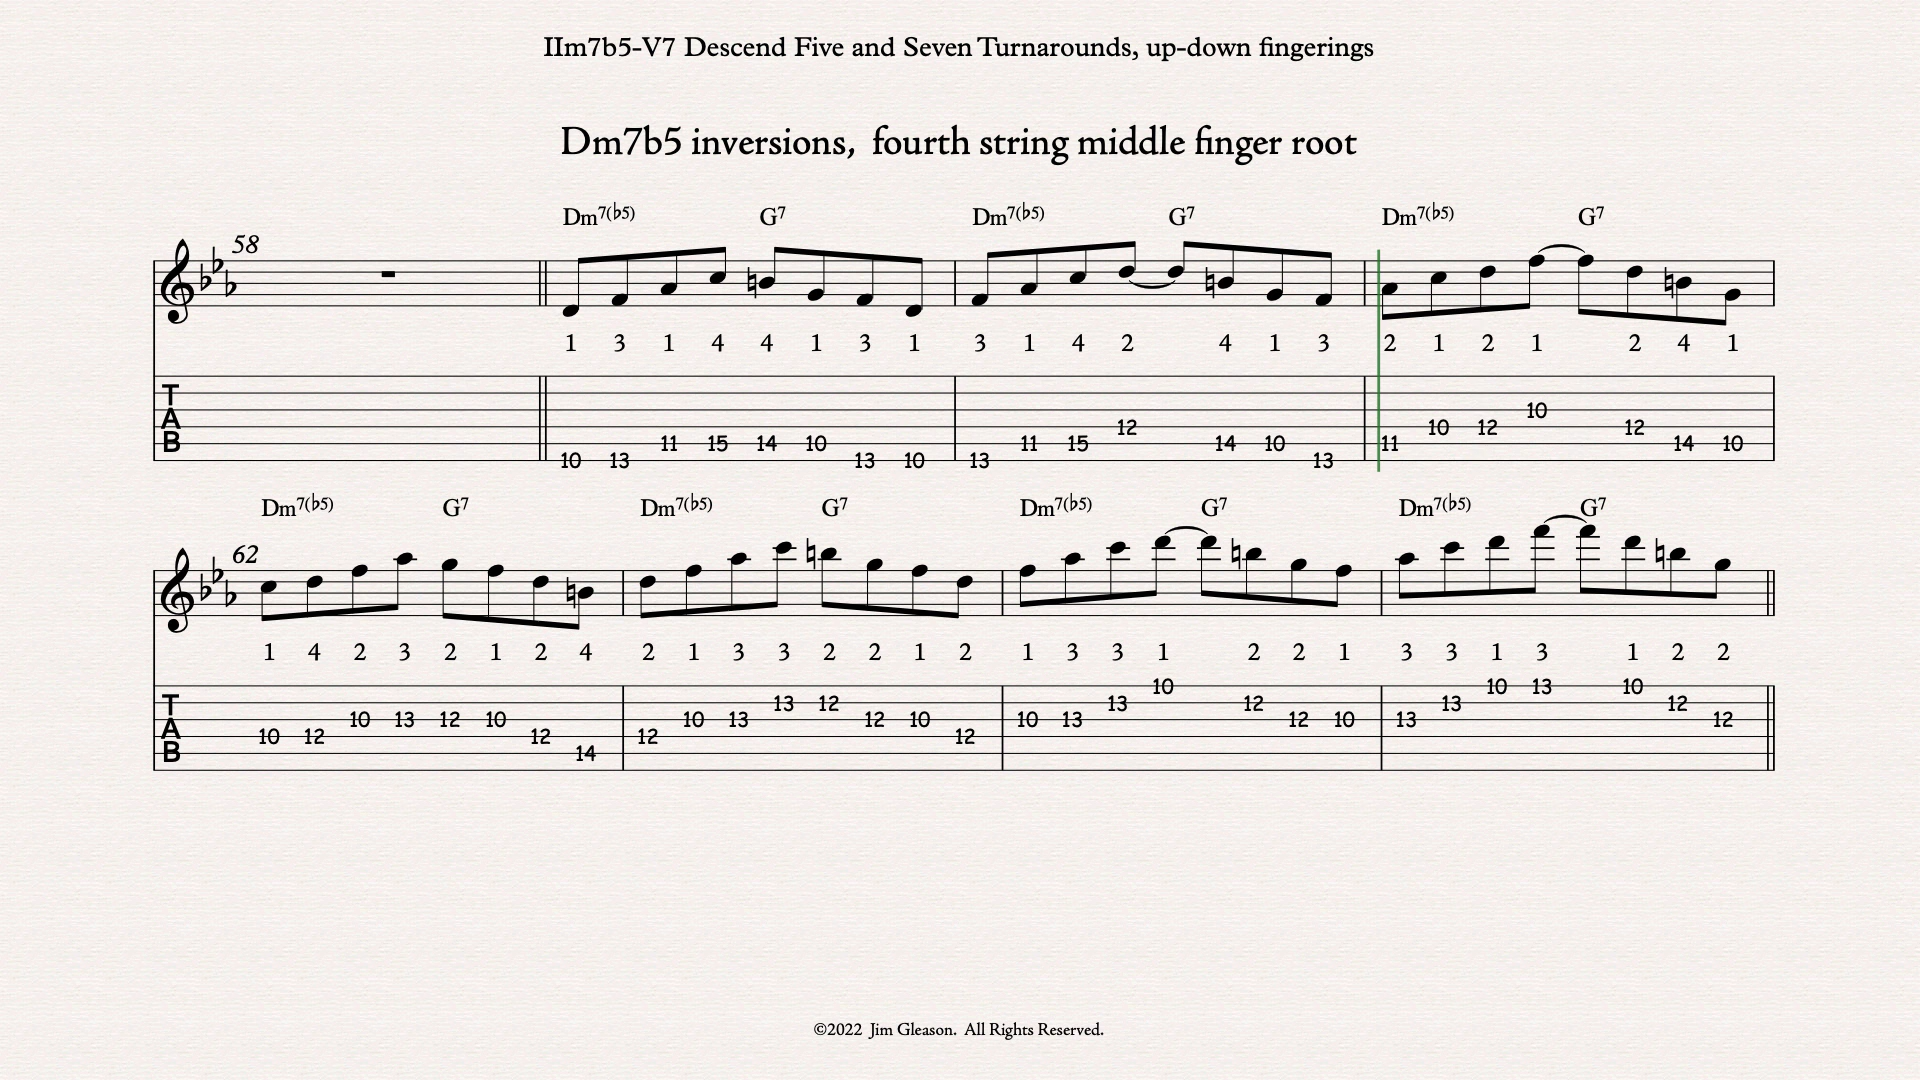 IIm7b5-V7 Descend Five and Seven Turnarounds, up-down fingerings
Dm7b5 inversions, fourth string middle finger root
Dm7(♭5) G7 Dm7(♭5) G7 Dm7(♭5) G7
58
1 3 1 4 4 1 3 1 3 1 4 2 4 1 3 2 1 2 1 2 4 1
T
A
B
10
12 10 12 12
11 15 14 10 11 15 14 10 11 14 10
10 13 13 10 13 13
Dm7(♭5) G7 Dm7(♭5) G7 Dm7(♭5) G7 Dm7(♭5) G7
62
1 4 2 3 2 1 2 4 2 1 3 3 2 2 1 2 1 3 3 1 2 2 1 3 3 1 3 1 2 2
T
A
B
10 10 13 10
13 12 13 12 13 12
10 13 12 10 10 13 12 10 10 13 12 10 13 12
10 12 12 12 12
14
©2022 Jim Gleason. All Rights Reserved.